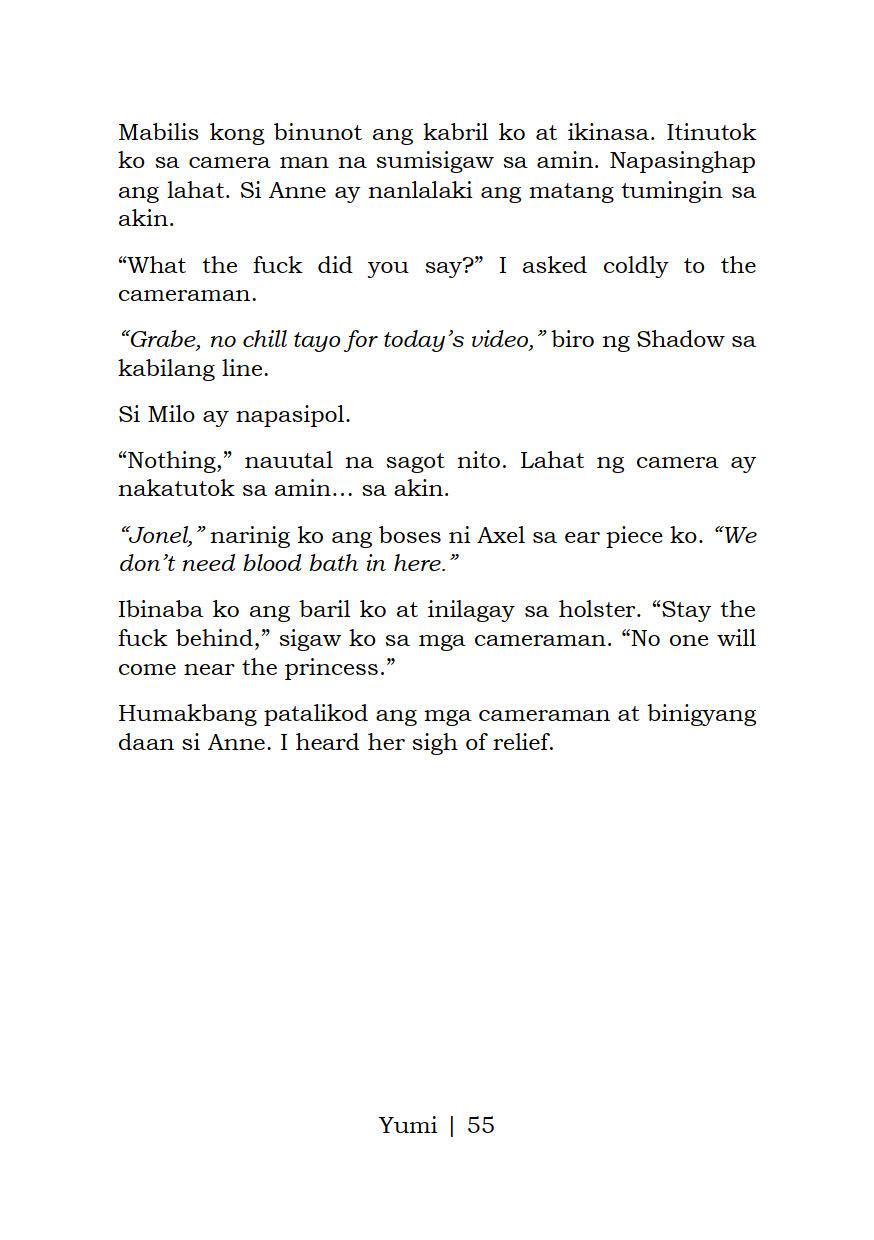 Mabilis kong binunot ang kabril ko at ikinasa. Itinutok
ko sa camera man na sumisigaw sa amin. Napasinghap
ang lahat. Si Anne ay nanlalaki ang matang tumingin sa
akin.
“What the fuck did you say?” I asked coldly to the
cameraman.
“Grabe, no chill tayo for today’s video,” biro ng Shadow sa
kabilang line.
Si Milo ay napasipol.
“Nothing,” nauutal na sagot nito. Lahat ng camera ay
nakatutok sa amin… sa akin.
“Jonel,” narinig ko ang boses ni Axel sa ear piece ko. “We
don’t need blood bath in here.”
Ibinaba ko ang baril ko at inilagay sa holster. “Stay the
fuck behind,” sigaw ko sa mga cameraman. “No one will
come near the princess.”
Humakbang patalikod ang mga cameraman at binigyang
daan si Anne. I heard her sigh of relief.
Yumi | 55